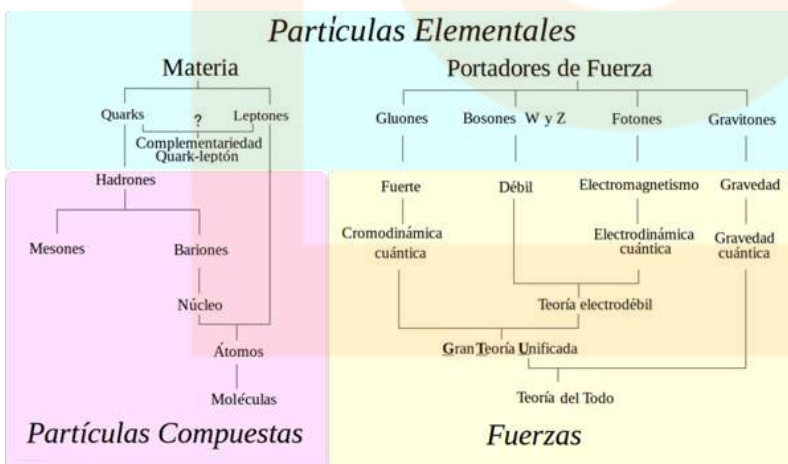 Partículas Elementales
Materia
Portadores de Fuerza
Quarks
?
Leptones
Complementariedad
Quark-leptón
Gluones
Bosones W y Z
Fotones
Gravitones
Hadrones
Mesones
Bariones
Núcleo
Átomos
Moléculas
Partículas Compuestas
Fuerte
Débil
Electromagnetismo
Gravedad
Cromodinámica
cuántica
Electrodinámica
cuántica
Gravedad
cuántica
Teoría electrodébil
Gran Teoría Unificada
Teoría del Todo
Fuerzas